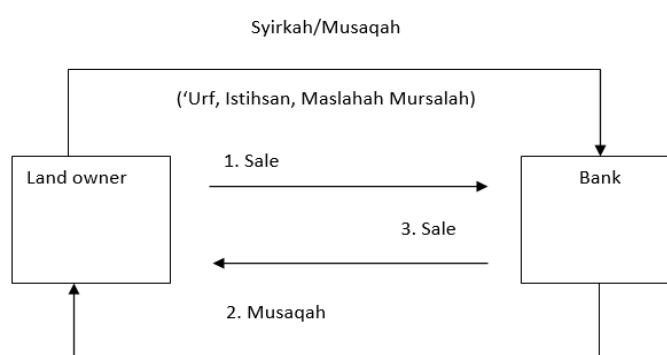 Syirkah/Musaqah
(‘Urf, Istihsan, Maslahah Mursalah)
Land owner
1. Sale
Bank
3. Sale
2. Musaqah